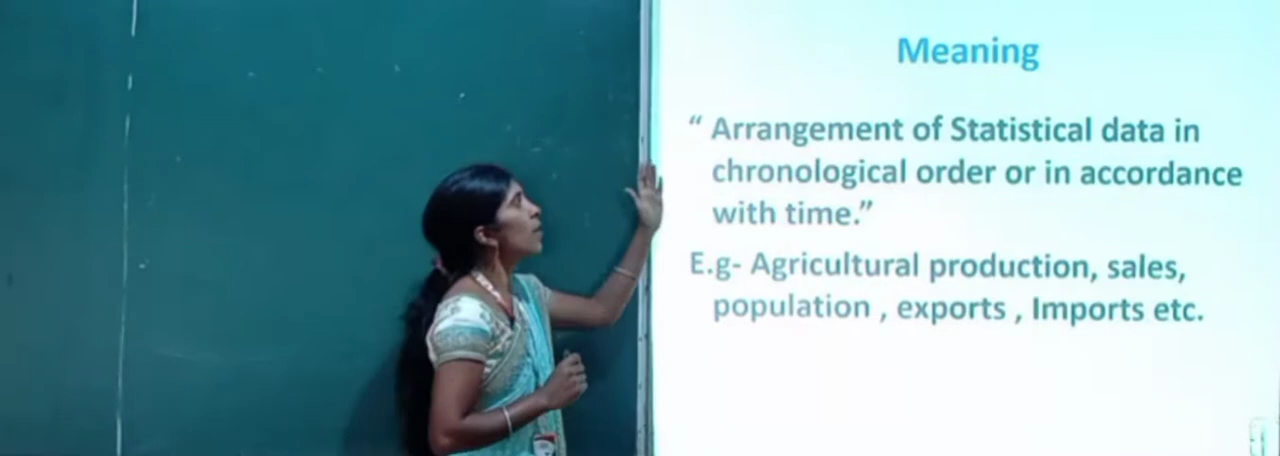 Meaning
“ Arrangement of Statistical data in
chronological order or in accordance
with time.”
E.g- Agricultural production, sales,
population , exports , Imports etc.